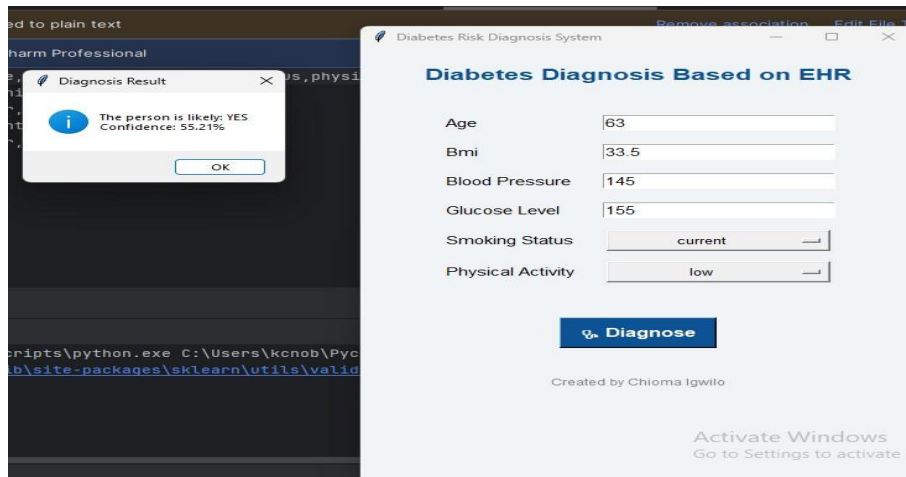 ed to plain text
Remove association Edit File T
harm Professional
Diabetes Risk Diagnosis System
us,physi
Diagnosis Result
The person is likely: YES
Confidence: 55.21%
OK
Diabetes Diagnosis Based on EHR
Age 63
Bmi 33.5
Blood Pressure 145
Glucose Level 155
Smoking Status current
Physical Activity low
Diagnose
cripts\python.exe C:\Users\kcnob\Pyc
ib\site-packages\sklearn\utils\valid
Created by Chioma Igwilo
Activate Windows
Go to Settings to activate